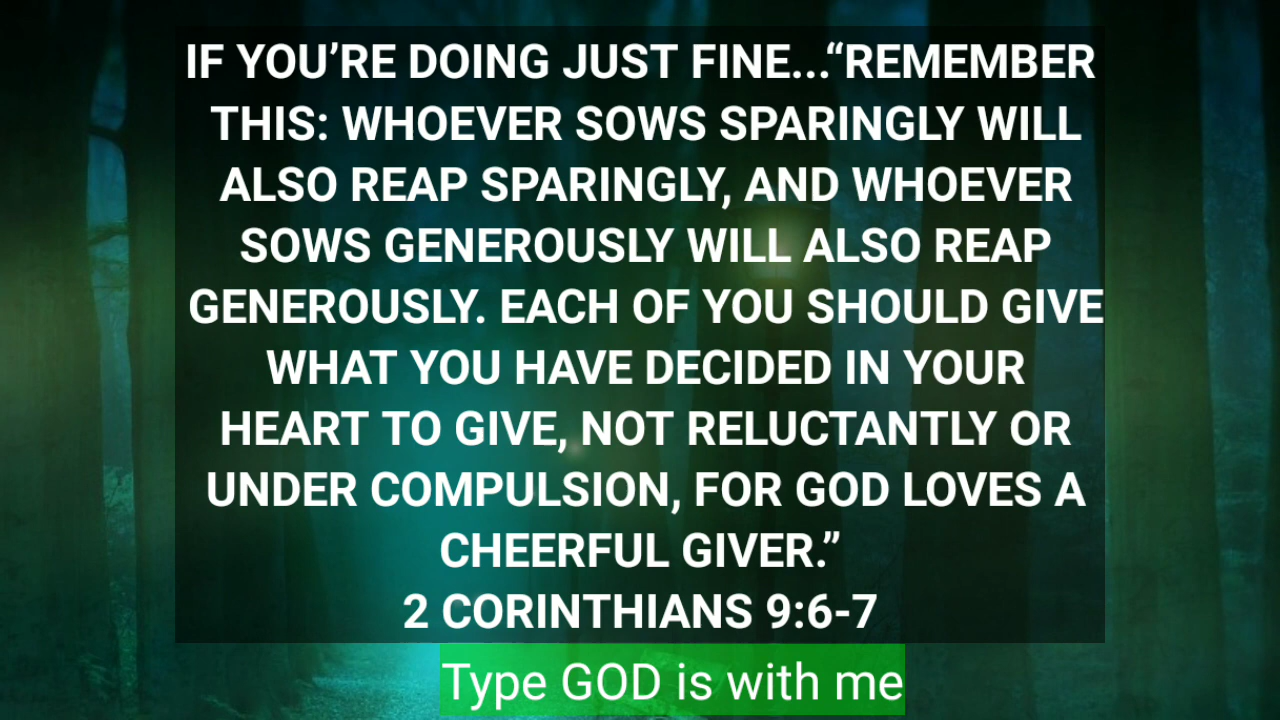 IF YOU’RE DOING JUST FINE...“REMEMBER
THIS: WHOEVER SOWS SPARINGLY WILL
ALSO REAP SPARINGLY, AND WHOEVER
SOWS GENEROUSLY WILL ALSO REAP
GENEROUSLY. EACH OF YOU SHOULD GIVE
WHAT YOU HAVE DECIDED IN YOUR
HEART TO GIVE, NOT RELUCTANTLY OR
UNDER COMPULSION, FOR GOD LOVES A
CHEERFUL GIVER.”
2 CORINTHIANS 9:6-7
Type GOD is with me